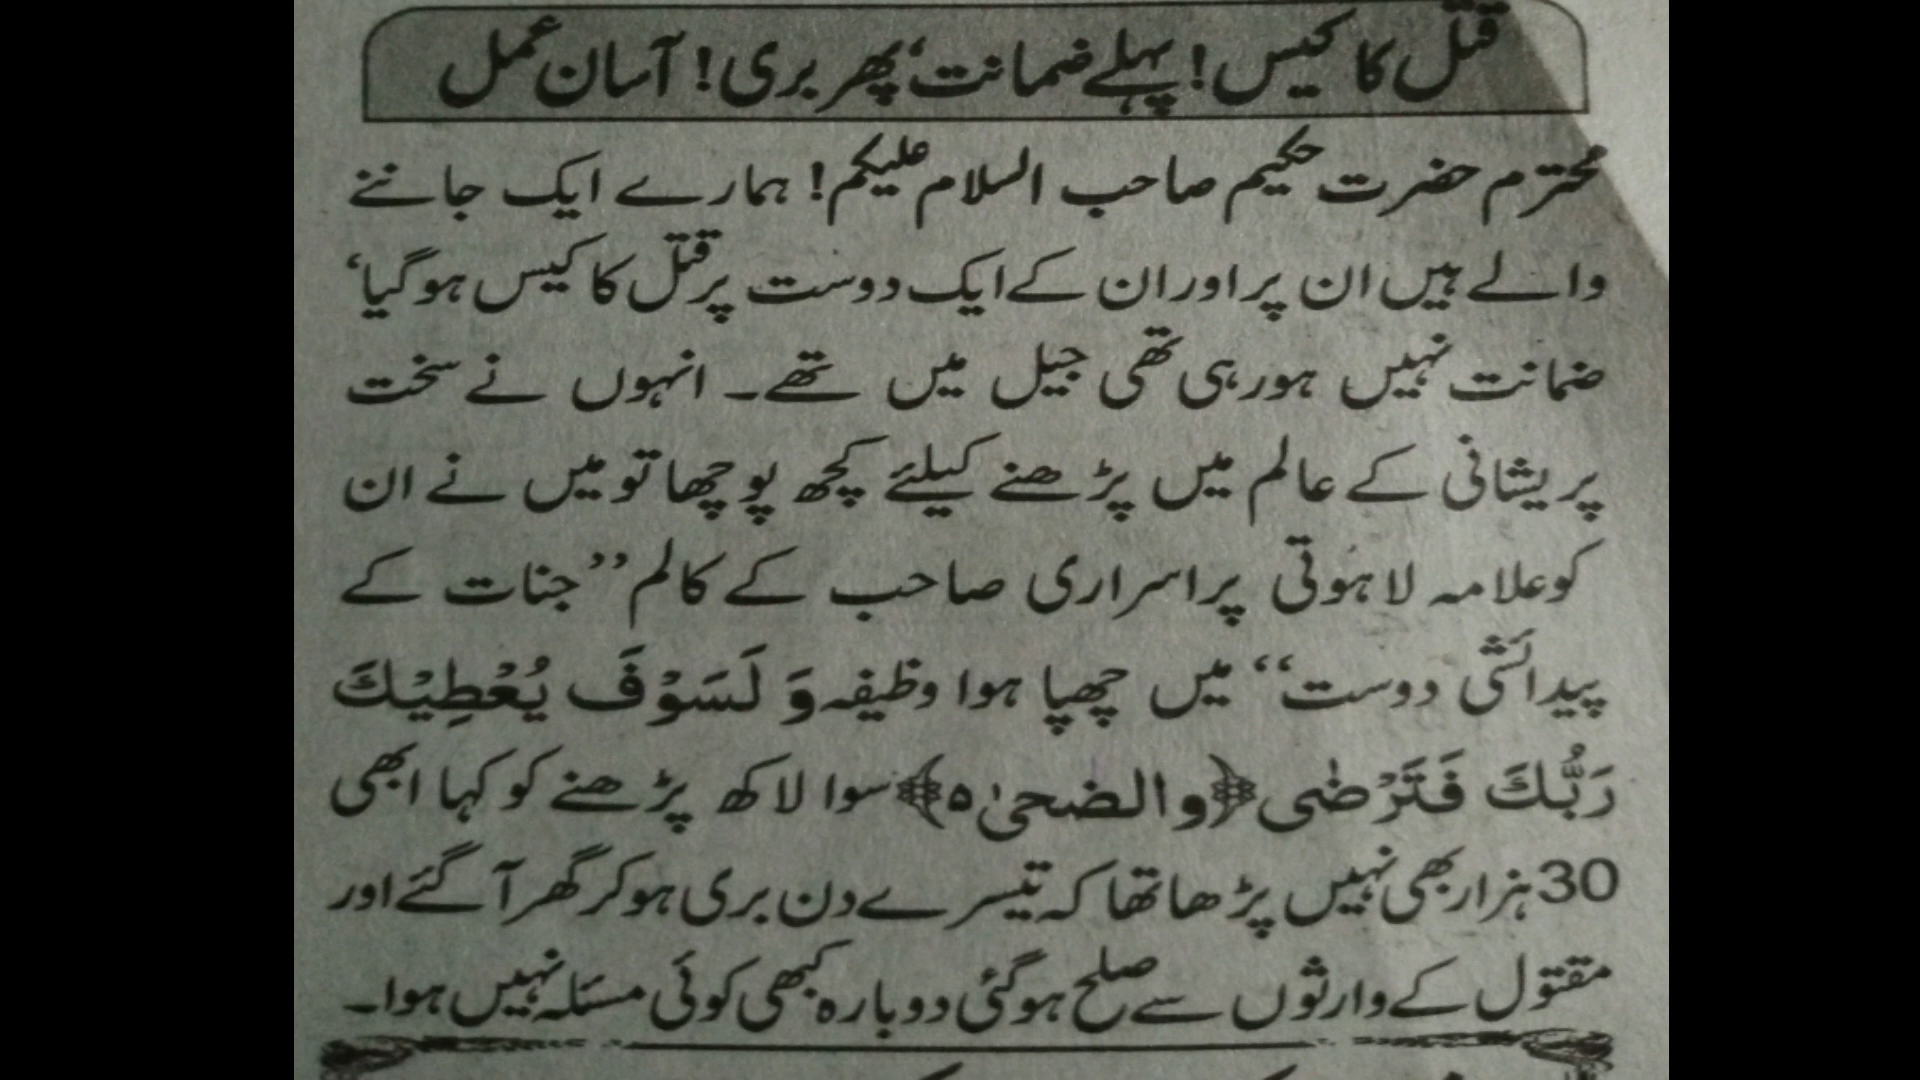 قتل کا کیس! پہلے ضمانت، پھر بری! آسان عمل
محترم حضرت حکیم صاحب السلام علیکم! ہمارے ایک جاننے
والے ہیں ان پر اور ان کے ایک دوست پر قتل کا کیس ہوگیا،
ضمانت نہیں ہورہی تھی جیل میں تھے۔ انہوں نے سخت
پریشانی کے عالم میں پڑھنے کیلئے کچھ پوچھا تو میں نے ان
کو علامہ لاہوتی پراسراری صاحب کے کالم ’’جنات کے
پیدائشی دوست‘‘ میں چھپا ہوا وظیفہ وَ لَسَوْفَ یُعْطِیْكَ
رَبُّكَ فَتَرْضٰی ﴿والضحیٰ ۵﴾ سوا لاکھ پڑھنے کو کہا ابھی
30 ہزار بھی نہیں پڑھا تھا کہ تیسرے دن بری ہوکر گھر آگئے اور
مقتول کے وارثوں سے صلح ہوگئی دوبارہ کبھی کوئی مسئلہ نہیں ہوا۔